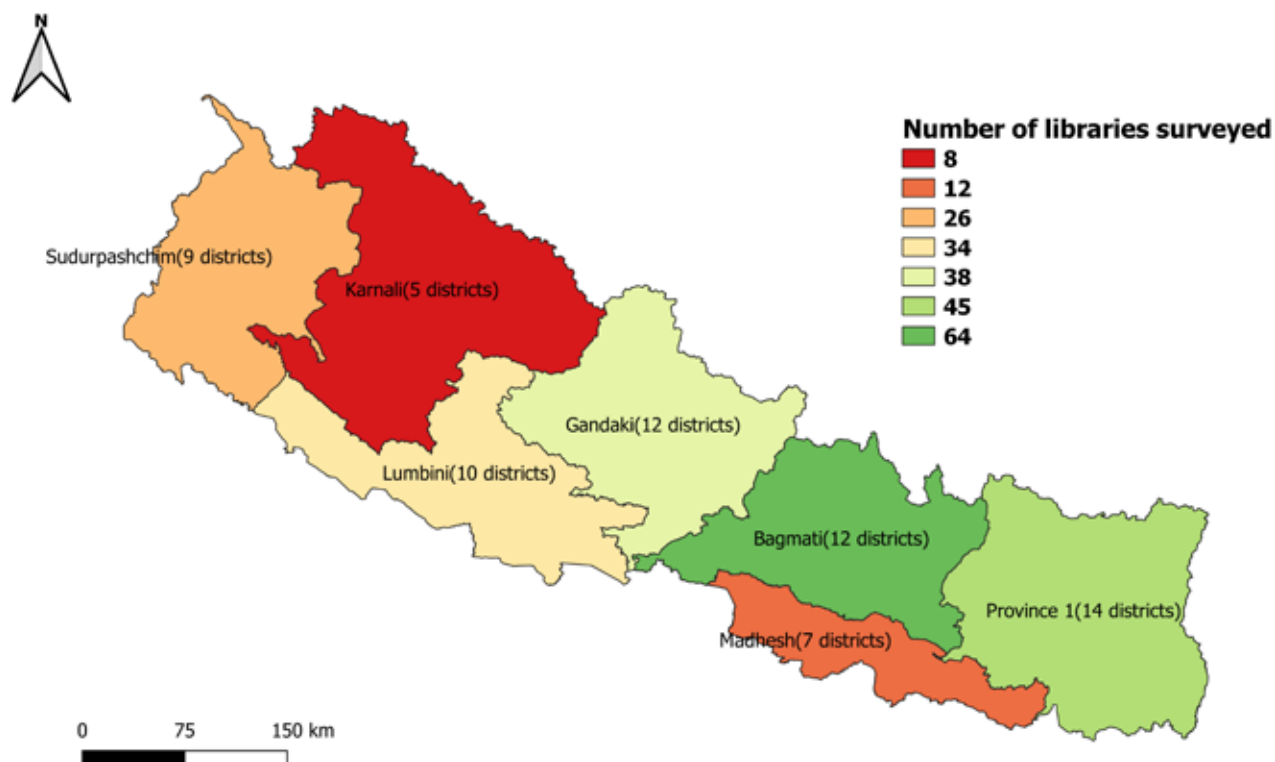 N
Number of libraries surveyed
8
12
26
34
38
45
64
Sudurpashchim(9 districts)
Karnali(5 districts)
Gandaki(12 districts)
Lumbini(10 districts)
Bagmati(12 districts)
Province 1(14 districts)
Madhesh(7 districts)
0 75 150 km